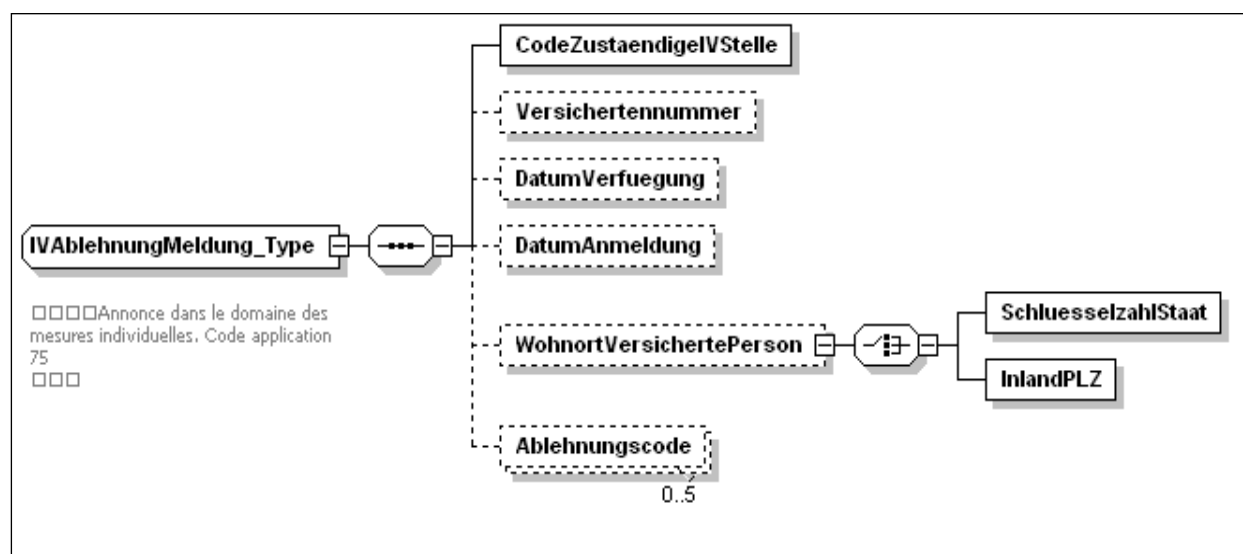 CodeZustaendigeIVStelle
Versichertennummer
DatumVerfuegung
DatumAnmeldung
IVAblehnungMeldung_Type
□□□□Annonce dans le domaine des
mesures individuelles. Code application
75
□□□
WohnortVersichertePerson
SchluesselzahlStaat
InlandPLZ
Ablehnungscode
0..5